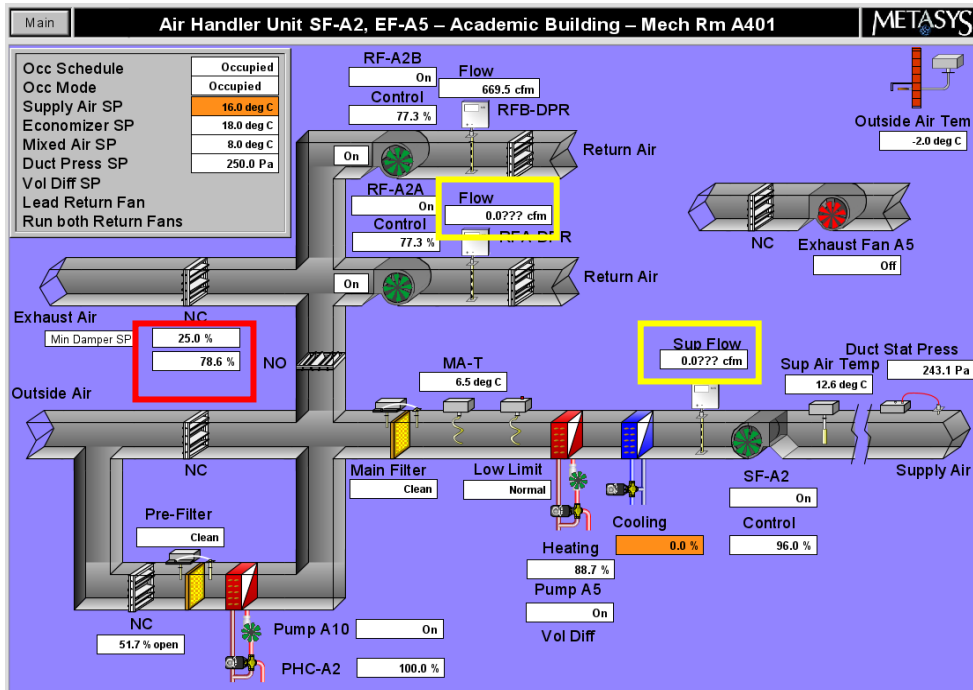 Main
Air Handler Unit SF-A2, EF-A5 – Academic Building – Mech Rm A401
METASYS
Occ Schedule Occupied
Occ Mode Occupied
Supply Air SP 16.0 deg C
Economizer SP 18.0 deg C
Mixed Air SP 8.0 deg C
Duct Press SP 250.0 Pa
Vol Diff SP
Lead Return Fan
Run both Return Fans
RF-A2B
On
Control
77.3 %
Flow
669.5 cfm
RFB-DPR
On
Return Air
Outside Air Tem
-2.0 deg C
RF-A2A
On
Control
77.3 %
Flow
0.0??? cfm
RFA-DPR
On
Return Air
NC
Exhaust Fan A5
Off
Exhaust Air
NC
Min Damper SP 25.0 %
78.6 %
NO
Outside Air
NC
MA-T
6.5 deg C
Sup Flow
0.0??? cfm
Sup Air Temp
12.6 deg C
Duct Stat Press
243.1 Pa
Main Filter
Clean
Low Limit
Normal
SF-A2
On
Supply Air
Pre-Filter
Clean
Cooling
0.0 %
Control
96.0 %
Heating
88.7 %
Pump A5
On
Vol Diff
NC
51.7 % open
Pump A10 On
PHC-A2 100.0 %